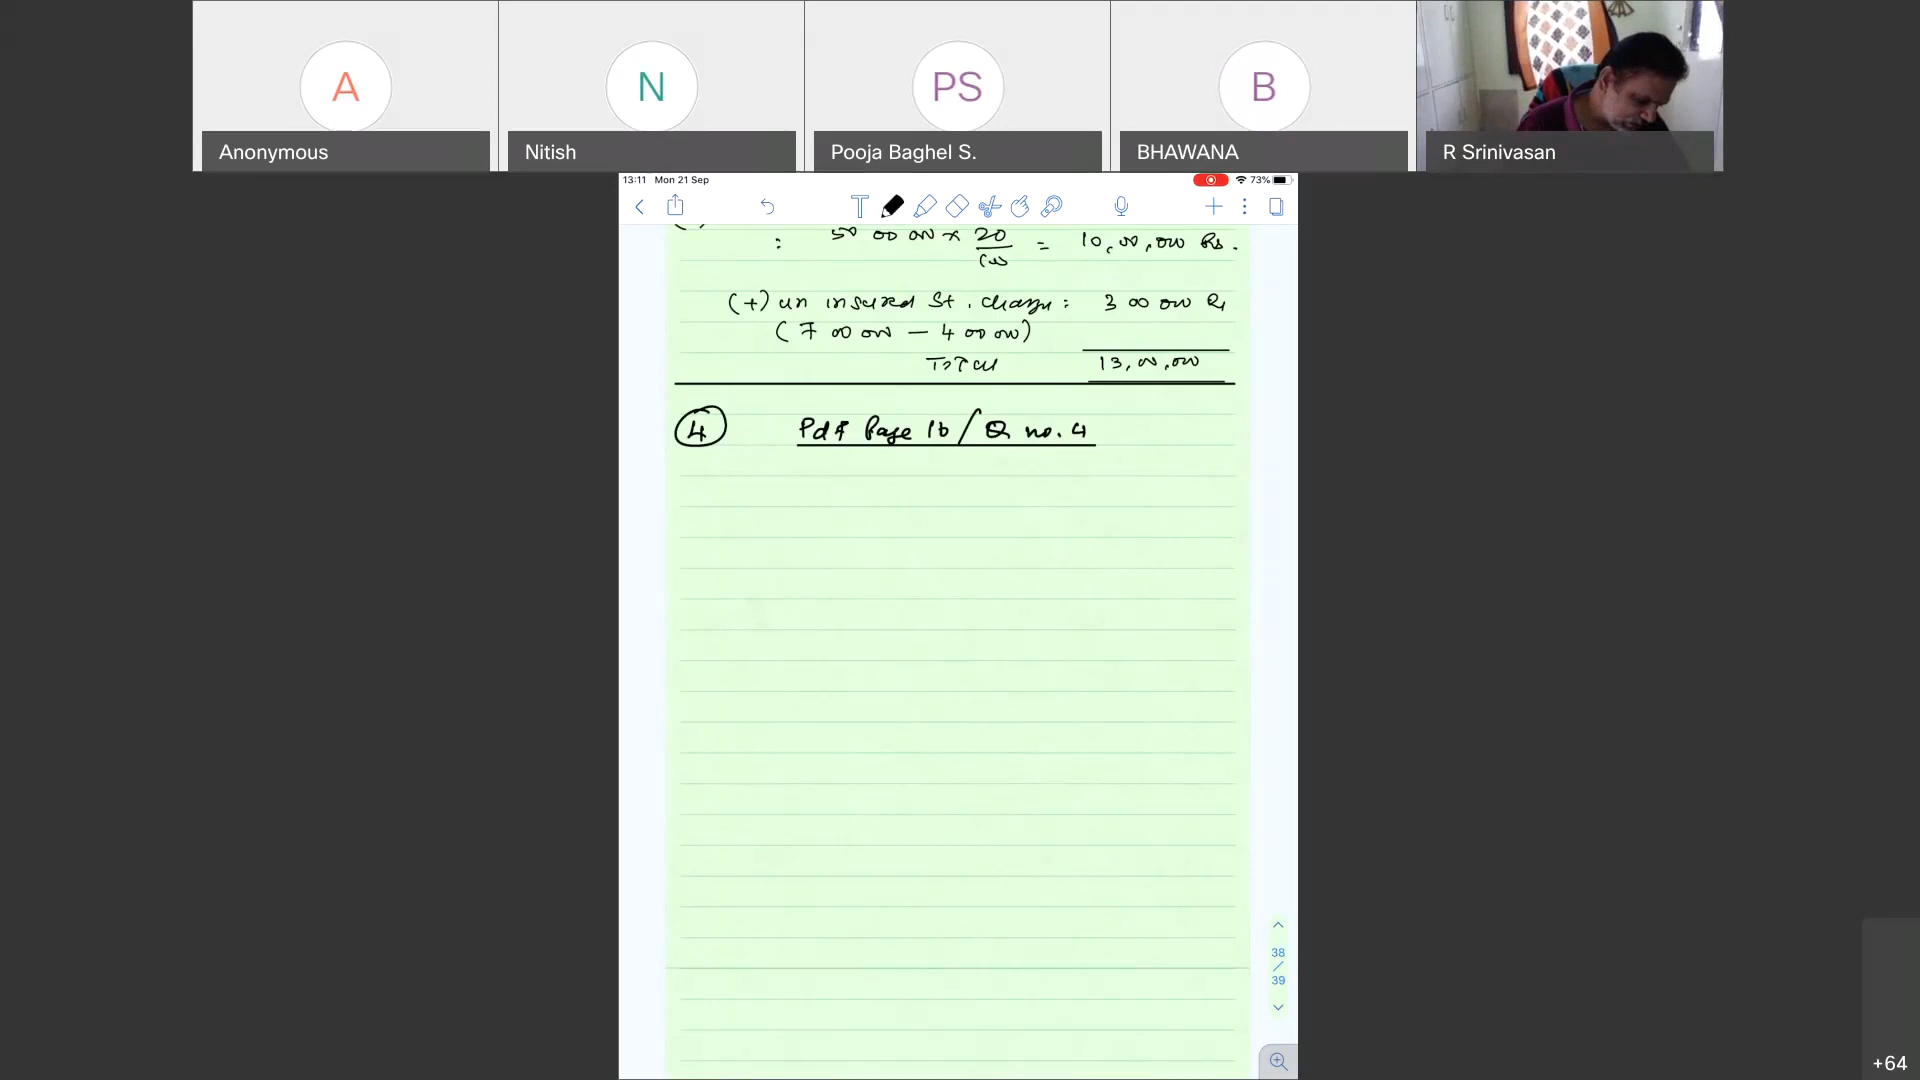 A
N
PS
B
Anonymous
Nitish
Pooja Baghel S.
BHAWANA
R Srinivasan
13:11 Mon 21 Sep
73%
T
: 50 00 00 x 20 = 10,00,000 Rs.
(+) un insured St. charge: 3 00 000 Rs
(7 00 000 - 4 00 000)
Total 13,00,000
4 Pdf Page 16 / Q no. 4
38
39
+64